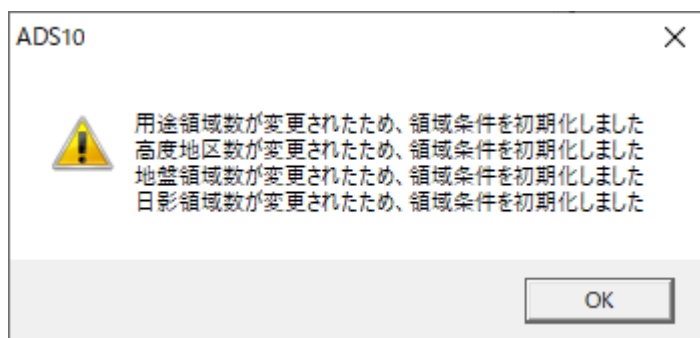 ADS10
用途領域数が変更されたため、領域条件を初期化しました
高度地区数が変更されたため、領域条件を初期化しました
地盤領域数が変更されたため、領域条件を初期化しました
日影領域数が変更されたため、領域条件を初期化しました
OK